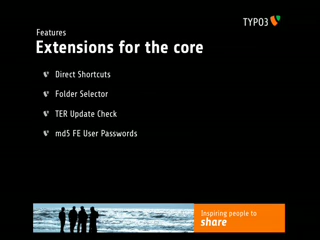 TYPO3
Features
Extensions for the core
Direct Shortcuts
Folder Selector
TER Update Check
md5 FE User Passwords
Inspiring people to
share